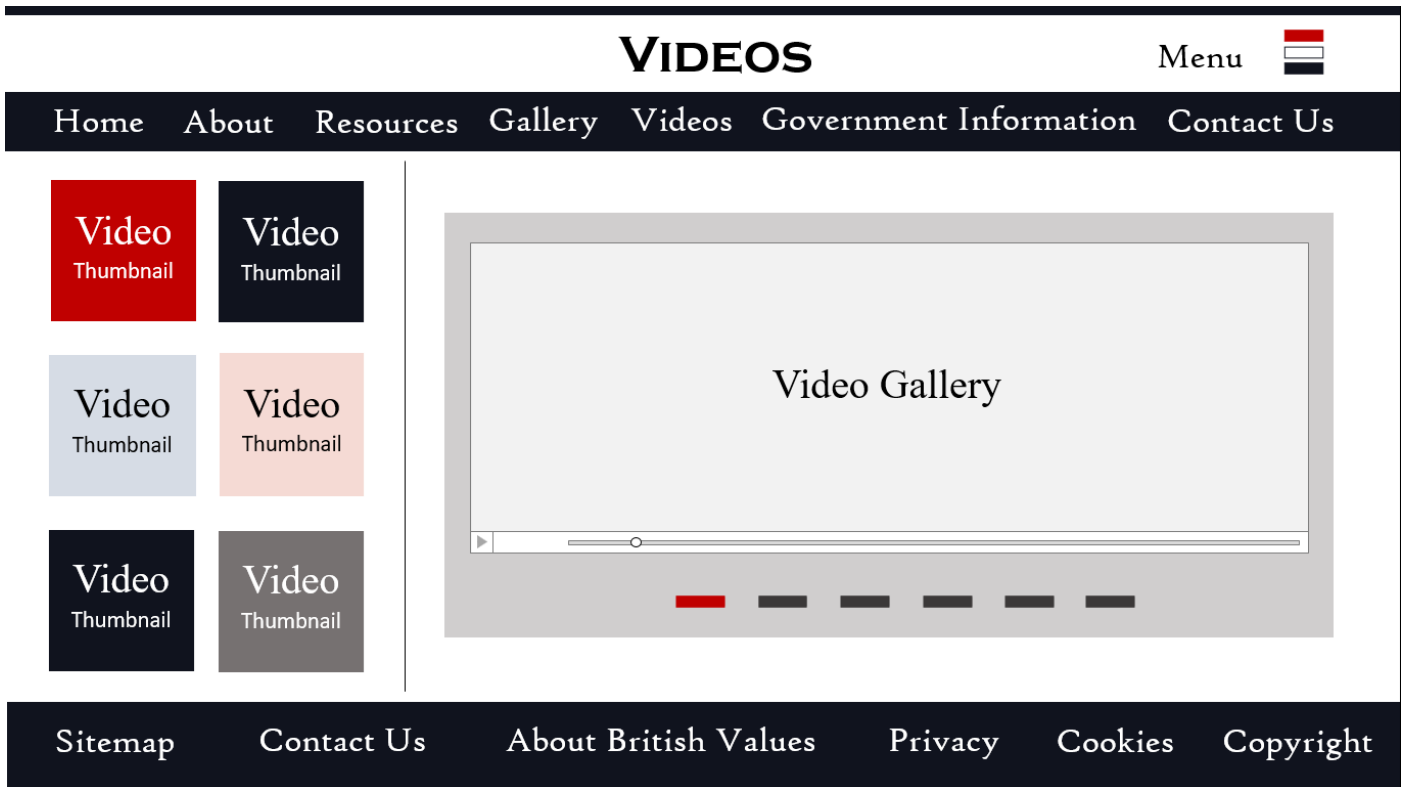 VIDEOS
Menu
Home About Resources Gallery Videos Government Information Contact Us
Video
Thumbnail
Video
Thumbnail
Video
Thumbnail
Video
Thumbnail
Video
Thumbnail
Video
Thumbnail
Video Gallery
Sitemap Contact Us About British Values Privacy Cookies Copyright